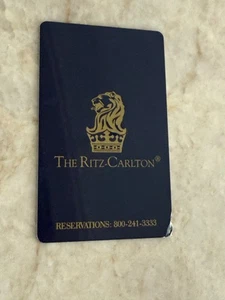 THE RITZ-CARLTON®
RESERVATIONS: 800-241-3333